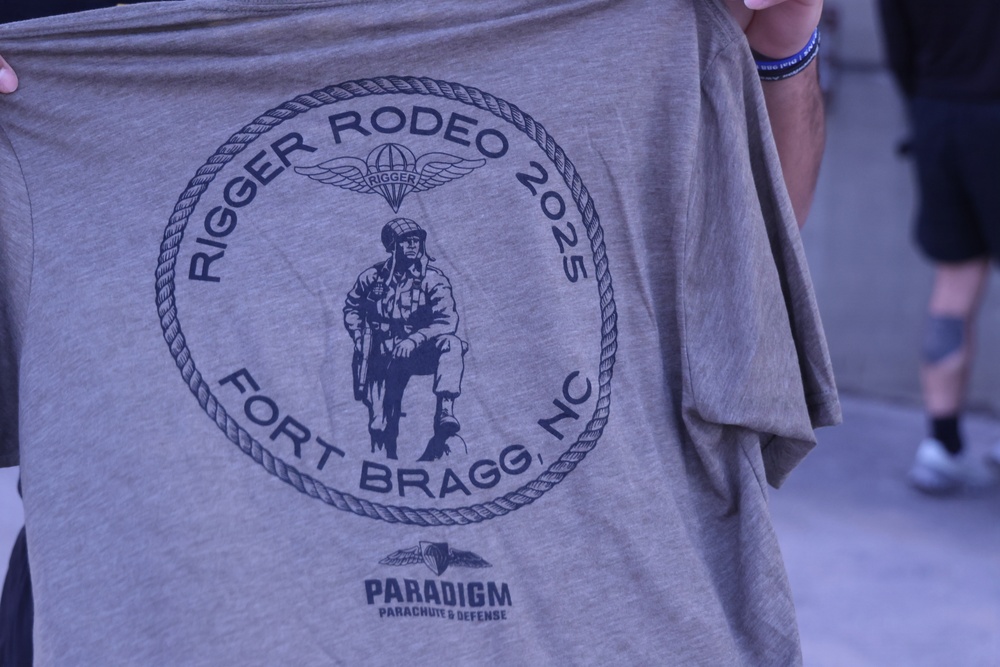 RIGGER RODEO 2025
RIGGER
FORT BRAGG, NC
PARADIGM
PARACHUTE & DEFENSE